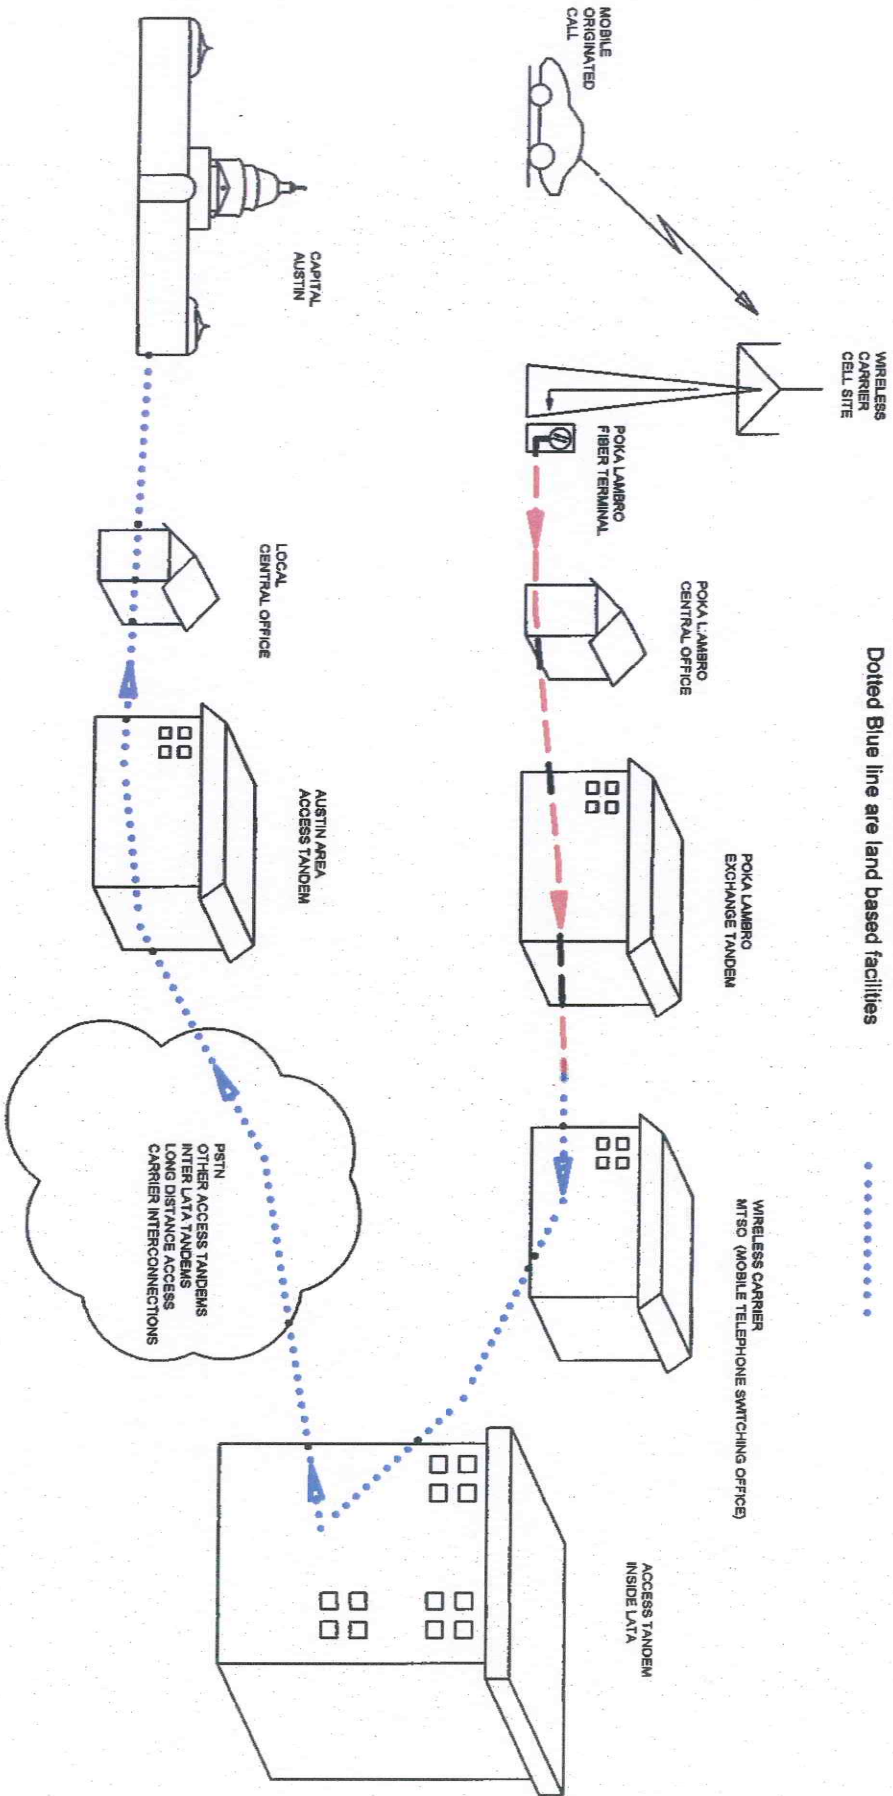 Dotted Blue line are land based facilities
MOBILE
ORIGINATED
CALL
WIRELESS
CARRIER
CELL SITE
POKA LAMBRO
FIBER TERMINAL
POKA LAMBRO
CENTRAL OFFICE
POKA LAMBRO
EXCHANGE TANDEM
WIRELESS CARRIER
MTSO (MOBILE TELEPHONE SWITCHING OFFICE)
ACCESS TANDEM
INSIDE LATA
CAPITAL
AUSTIN
LOCAL
CENTRAL OFFICE
AUSTIN AREA
ACCESS TANDEM
PSTN
OTHER ACCESS TANDEMS
INTER LATA TANDEMS
LONG DISTANCE ACCESS
CARRIER INTERCONNECTIONS